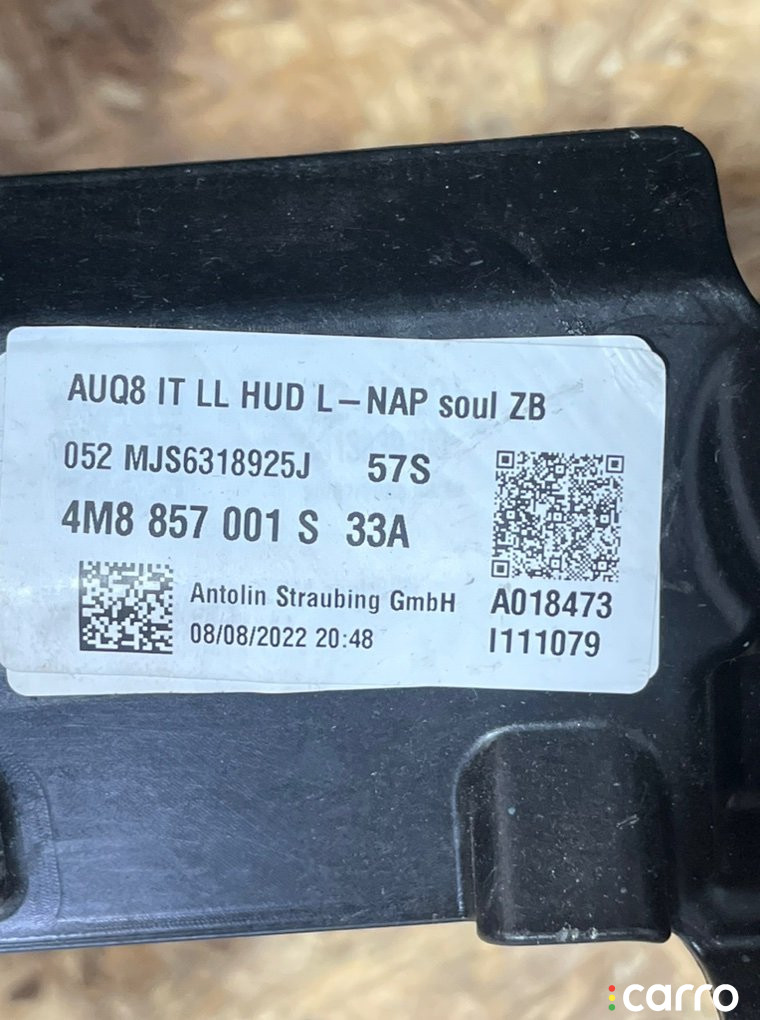 AUQ8 IT LL HUD L-NAP soul ZB
052 MJS6318925J 57S
4M8 857 001 S 33A
Antolin Straubing GmbH
08/08/2022 20:48
A018473
I111079
carro